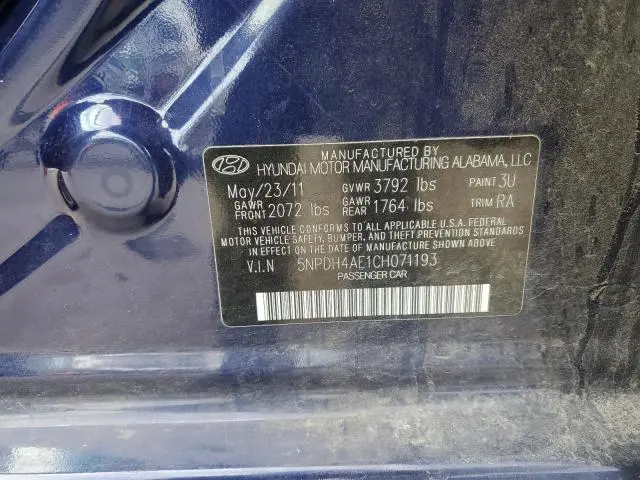 MANUFACTURED BY
HYUNDAI MOTOR MANUFACTURING ALABAMA, LLC
May/23/11 GVWR 3792 lbs PAINT 3U
GAWR FRONT 2072 lbs GAWR REAR 1764 lbs TRIM RA
THIS VEHICLE CONFORMS TO ALL APPLICABLE U.S.A. FEDERAL
MOTOR VEHICLE SAFETY, BUMPER, AND THEFT PREVENTION STANDARDS
IN EFFECT ON THE DATE OF MANUFACTURE SHOWN ABOVE.
V.I.N 5NPDH4AE1CH071193
PASSENGER CAR